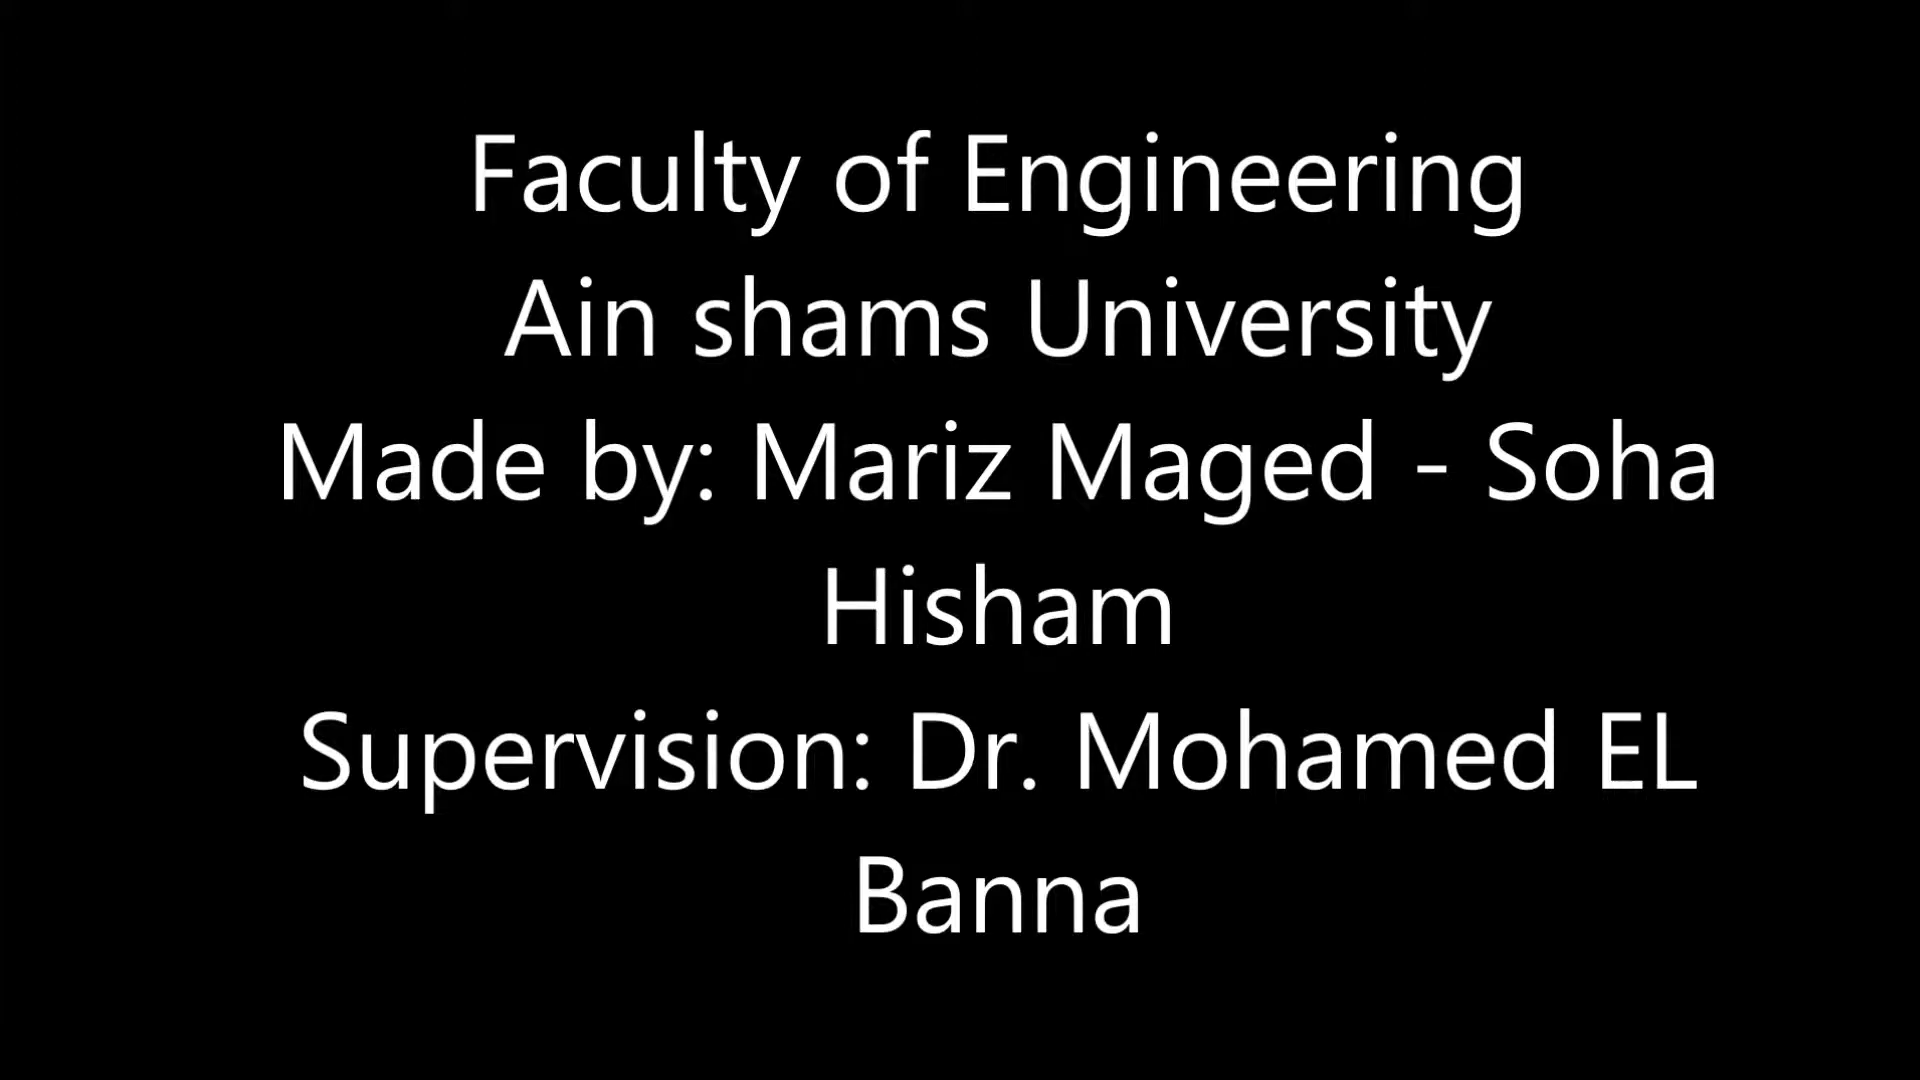 Faculty of Engineering
Ain shams University
Made by: Mariz Maged - Soha
Hisham
Supervision: Dr. Mohamed EL
Banna